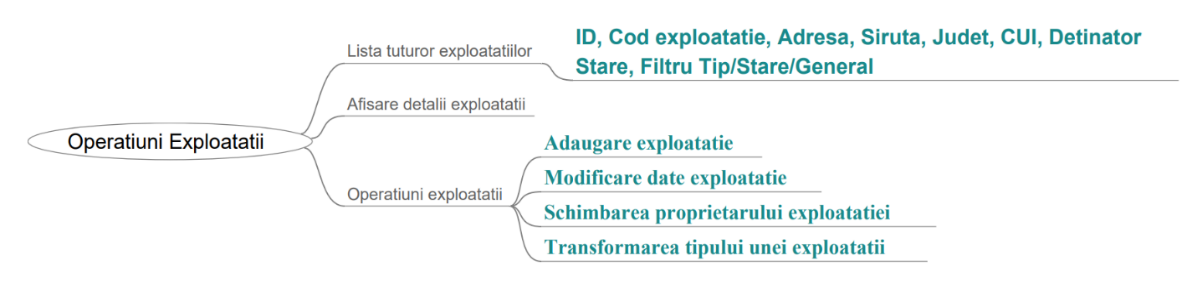 Operatiuni Exploatatii
Lista tuturor exploatatiilor
ID, Cod exploatatie, Adresa, Siruta, Judet, CUI, Detinator
Stare, Filtru Tip/Stare/General
Afisare detalii exploatatii
Operatiuni exploatatii
Adaugare exploatatie
Modificare date exploatatie
Schimbarea proprietarului exploatatiei
Transformarea tipului unei exploatatii